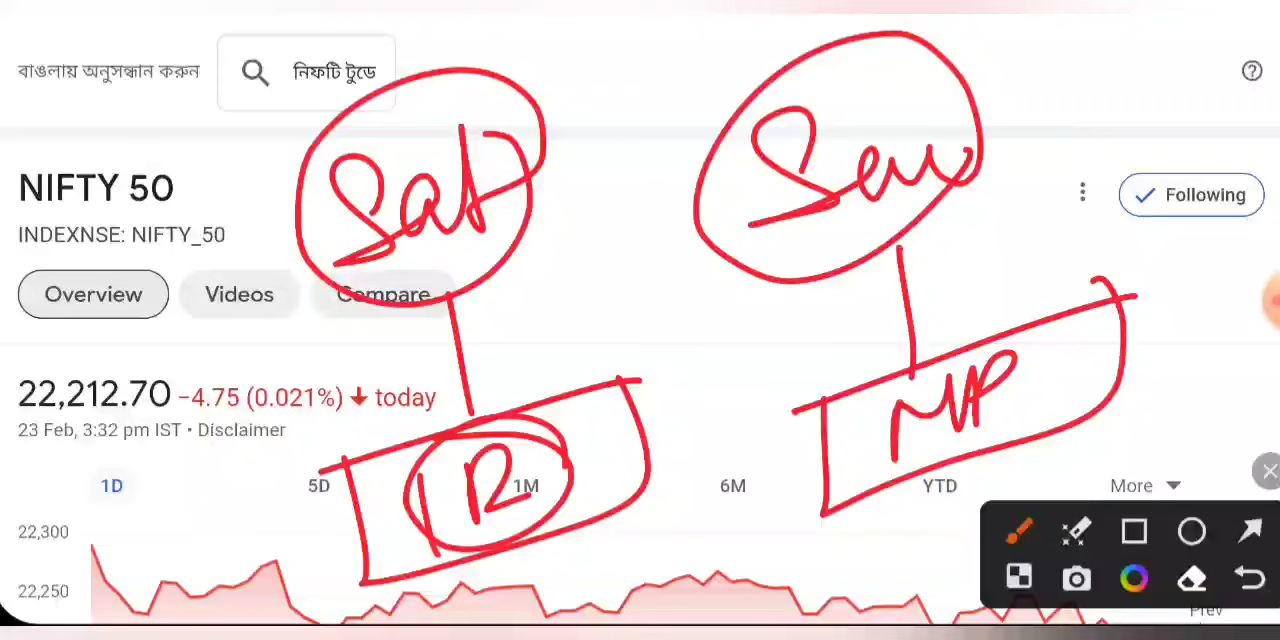 বাঙলায় অনুসন্ধান করুন
নিফটি টুডে
Sat
NIFTY 50
Following
INDEXNSE: NIFTY_50
Overview Videos Compare
22,212.70 −4.75 (0.021%) today
23 Feb, 3:32 pm IST • Disclaimer
1D 5D 1M 6M YTD More
22,300
22,250
Prev